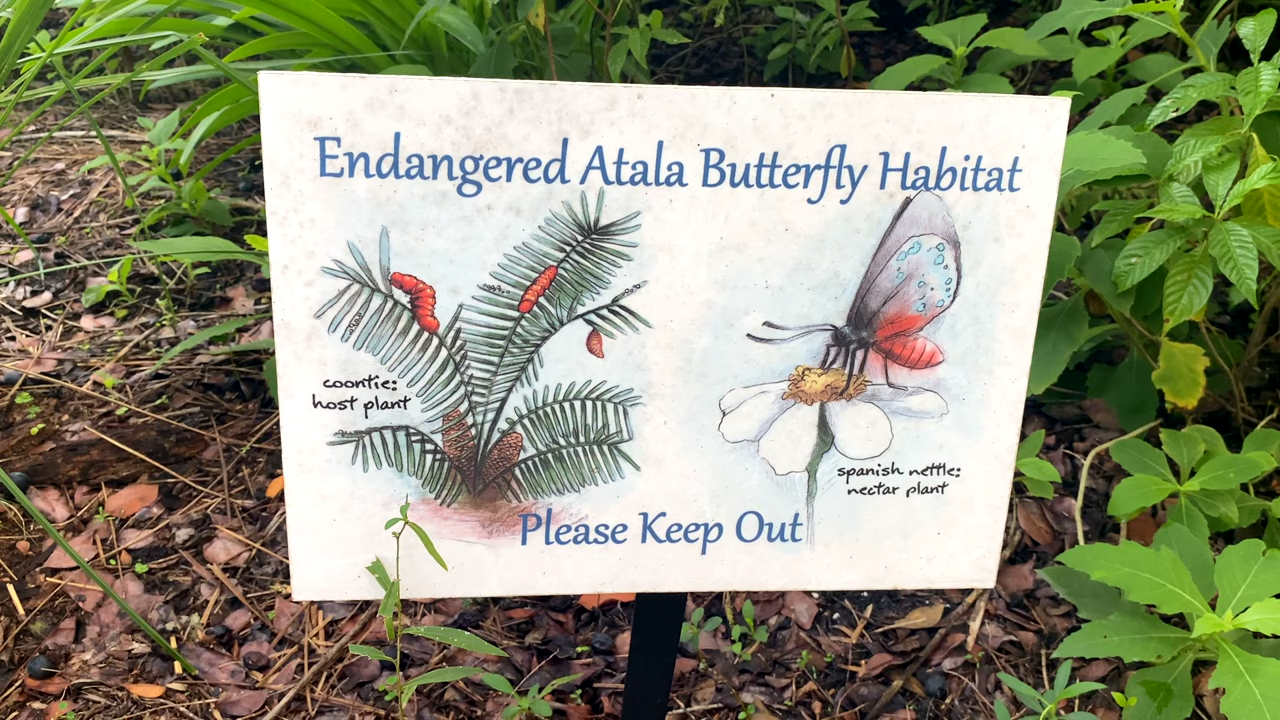 Endangered Atala Butterfly Habitat
coontie:
host plant
spanish nettle:
nectar plant
Please Keep Out